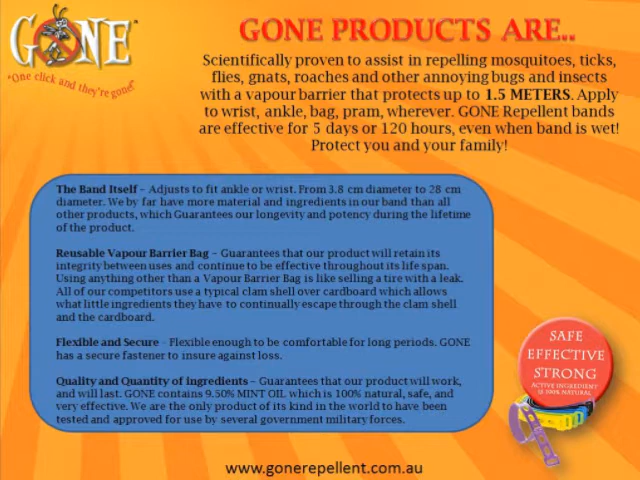 GONE
"One click and they're gone"
GONE PRODUCTS ARE..
Scientifically proven to assist in repelling mosquitoes, ticks,
flies, gnats, roaches and other annoying bugs and insects
with a vapour barrier that protects up to 1.5 METERS. Apply
to wrist, ankle, bag, pram, wherever. GONE Repellent bands
are effective for 5 days or 120 hours, even when band is wet!
Protect you and your family!
The Band Itself – Adjusts to fit ankle or wrist. From 3.8 cm diameter to 28 cm
diameter. We by far have more material and ingredients in our band than all
other products, which Guarantees our longevity and potency during the lifetime
of the product.
Reusable Vapour Barrier Bag – Guarantees that our product will retain its
integrity between uses and continue to be effective throughout its life span.
Using anything other than a Vapour Barrier Bag is like selling a tire with a leak.
All of our competitors use a typical clam shell over cardboard which allows
what little ingredients they have to continually escape through the clam shell
and the cardboard.
Flexible and Secure – Flexible enough to be comfortable for long periods. GONE
has a secure fastener to insure against loss.
Quality and Quantity of ingredients – Guarantees that our product will work,
and will last. GONE contains 9.50% MINT OIL which is 100% natural, safe, and
very effective. We are the only product of its kind in the world to have been
tested and approved for use by several government military forces.
SAFE
EFFECTIVE
STRONG
ACTIVE INGREDIENT
IS 100% NATURAL
www.gonerepellent.com.au